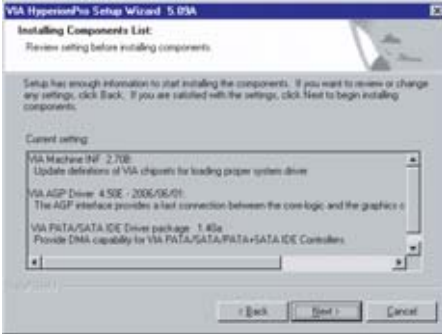 VIA HyperionPro Setup Wizard 5.09A
Installing Components List:
Review setting before installing components.
Setup has enough information to start installing the components. If you want to review or change
any settings, click Back. If you are satisfied with the settings, click Next to begin installing
components.
Current setting:
VIA Machine INF 2.70B:
Update definitions of VIA chipsets for loading proper system driver
VIA AGP Driver 4.50E - 2006/06/01:
The AGP interface provides a fast connection between the core-logic and the graphics c
VIA PATA/SATA IDE Driver package 1.40a
Provide DMA capability for VIA PATA/SATA/PATA+SATA IDE Controllers.
< Back
Next >
Cancel